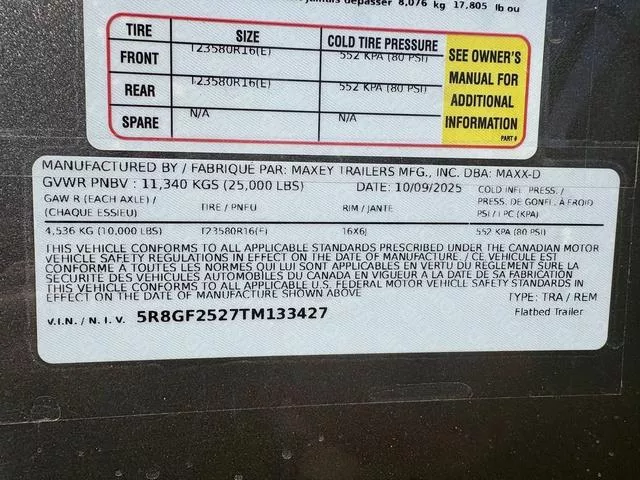 jamais dépasser 8,076 kg 17,805 lb ou
TIRE SIZE COLD TIRE PRESSURE
FRONT T23580R16(E) 552 KPA (80 PSI)
REAR T23580R16(E) 552 KPA (80 PSI)
SPARE N/A N/A
SEE OWNER'S
MANUAL FOR
ADDITIONAL
INFORMATION
PART #
MANUFACTURED BY / FABRIQUÉ PAR: MAXEY TRAILERS MFG., INC. DBA: MAXX-D
GVWR PNBV : 11,340 KGS (25,000 LBS) DATE: 10/09/2025 COLD INFL. PRESS. /
GAW R (EACH AXLE) / TIRE / PNEU RIM / JANTE PRESS. DE GONFL. À FROID
(CHAQUE ESSIEU) PSI / LPC (KPA)
4,536 KG (10,000 LBS) T23580R16(E) 16X6J 552 KPA (80 PSI)
THIS VEHICLE CONFORMS TO ALL APPLICABLE STANDARDS PRESCRIBED UNDER THE CANADIAN MOTOR
VEHICLE SAFETY REGULATIONS IN EFFECT ON THE DATE OF MANUFACTURE. / CE VEHICULE EST
CONFORME A TOUTES LES NORMES QUI LUI SONT APPLICABLES EN VERTU DU REGLEMENT SUR LA
SECURITE DES VEHICULES AUTOMOBILES DU CANADA EN VIGUEUR A LA DATE DE SA FABRICATION
THIS VEHICLE CONFORMS TO ALL APPLICABLE U.S. FEDERAL MOTOR VEHICLE SAFETY STANDARDS IN
EFFECT ON THE DATE OF MANUFACTURE SHOWN ABOVE
TYPE: TRA / REM
V.I.N. / N. I. V. 5R8GF2527TM133427 Flatbed Trailer